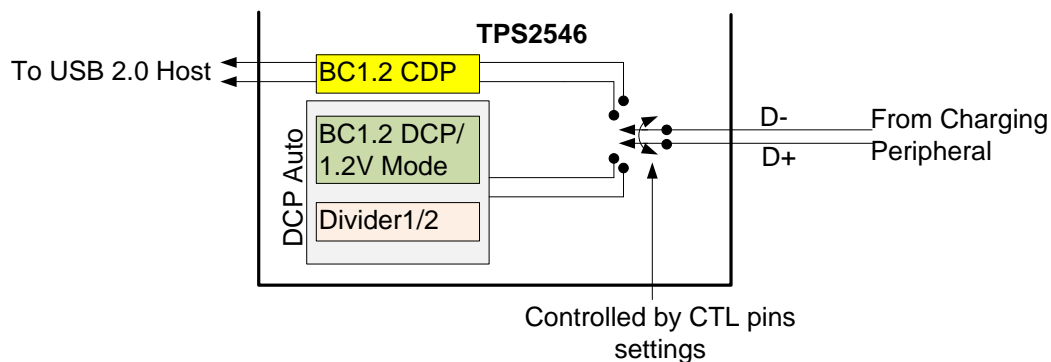 TPS2546
To USB 2.0 Host
BC1.2 CDP
DCP Auto
BC1.2 DCP/
1.2V Mode
Divider1/2
D-
D+
From Charging
Peripheral
Controlled by CTL pins
settings